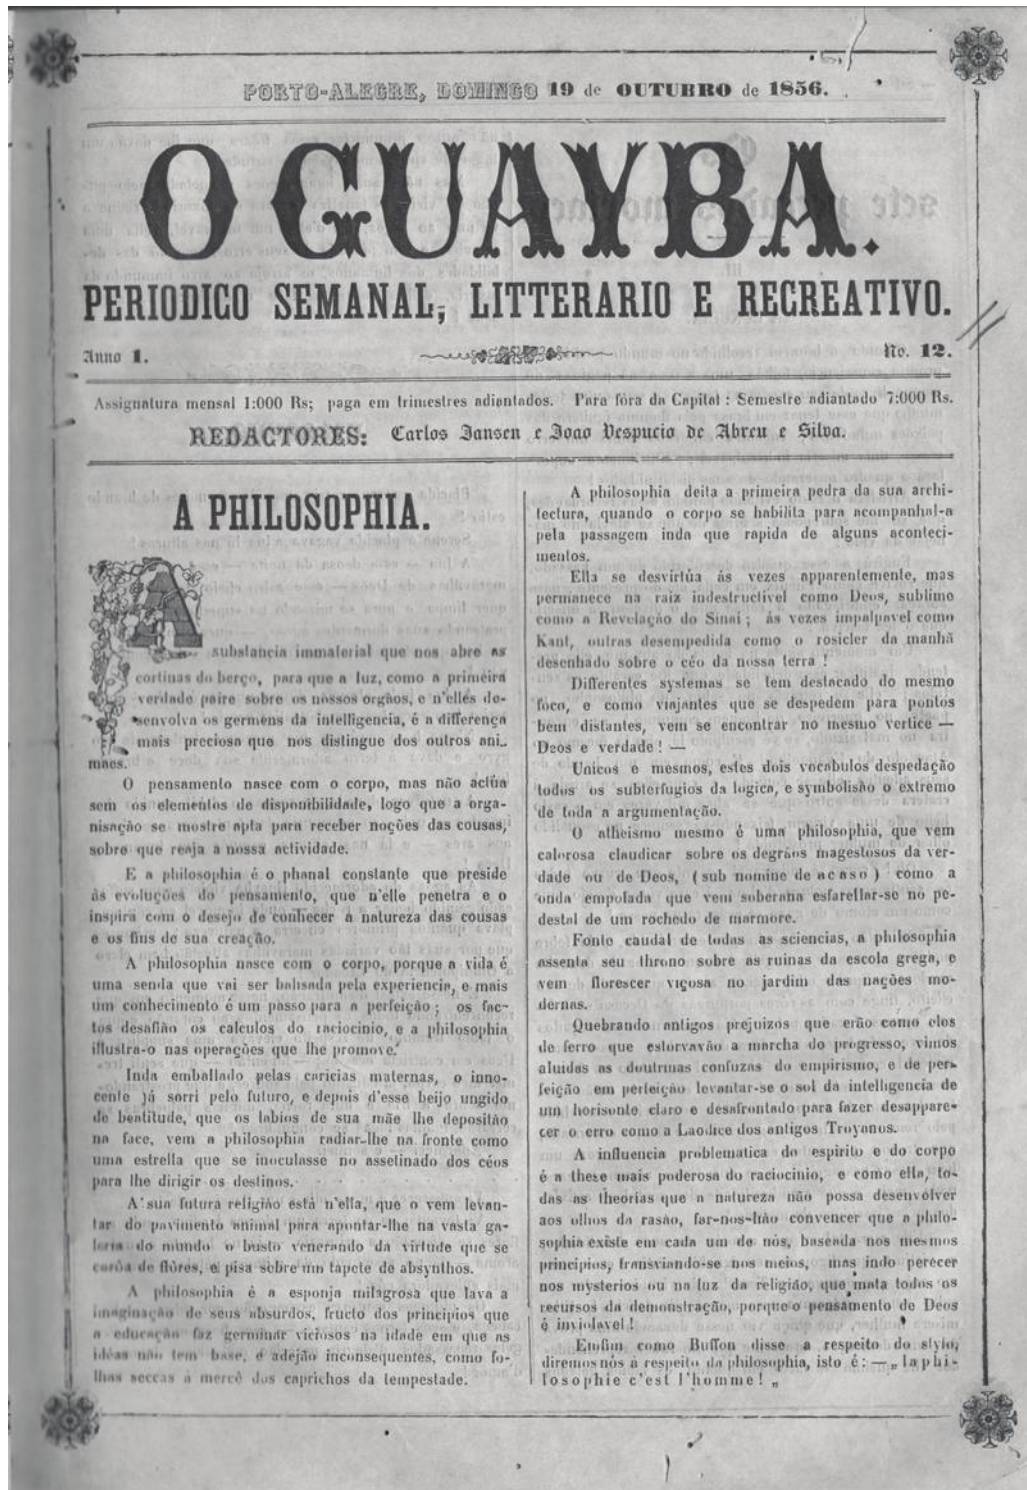 PORTO-ALEGRE, DOMINGO 19 de OUTUBRO de 1856.
O GUAYBA.
PERIODICO SEMANAL, LITTERARIO E RECREATIVO.
Anno 1.
No. 12.
Assignatura mensal 1:000 Rs; paga em trimestres adiantados. Para fóra da Capital: Semestre adiantado 7:000 Rs.
REDACTORES: Carlos Jansen e Joao Vespucio de Abreu e Silva.
A PHILOSOPHIA.
A substancia immaterial que nos abre as
cortinas do berço, para que a luz, como a primeira
verdade paire sobre os nossos orgãos, e n'elles de-
senvolva os germens da intelligencia, é a differença
mais preciosa que nos distingue dos outros ani-
maes.
O pensamento nasce com o corpo, mas não actúa
sem os elementos de disponibilidade, logo que a orga-
nisação se mostre apta para receber noções das cousas,
sobre que reaja a nossa actividade.
E a philosophia é o phanal constante que preside
ás evoluções do pensamento, que n'elle penetra e o
inspira com o desejo de conhecer a natureza das cousas
e os fins de sua creação.
A philosophia nasce com o corpo, porque a vida é
uma senda que vai ser balisada pela experiencia, e mais
um conhecimento é um passo para a perfeição; os fac-
tos desafião os calculos do raciocinio, e a philosophia
illustra-o nas operações que lhe promove.
Inda emballado pelas caricias maternas, o inno-
cente já sorri pelo futuro, e depois d'esse beijo ungido
de beatitude, que os labios de sua mãe lhe depositão
na face, vem a philosophia radiar-lhe na fronte como
uma estrella que se inoculasse no assetinado dos céos
para lhe dirigir os destinos.
A sua futura religião está n'ella, que o vem levan-
tar do pavimento animal para apontar-lhe na vasta ga-
leria do mundo o busto venerando da virtude que se
corôa de flôres, e pisa sobre um tapete de absynthos.
A philosophia é a esponja milagrosa que lava a
imaginação de seus absurdos, fructo dos principios que
a educação faz germinar viciosos na idade em que as
idéas não tem base, e adejão inconsequentes, como fo-
lhas seccas á mercê dos caprichos da tempestade.
A philosophia deita a primeira pedra da sua archi-
tectura, quando o corpo se habilita para acompanhal-a
pela passagem inda que rapida de alguns aconteci-
mentos.
Ella se desvirtúa ás vezes apparentemente, mas
permanece na raiz indestructivel como Deos, sublime
como a Revelação do Sinai; ás vezes impalpavel como
Kant, outras desempedida como o rosicler da manhã
desenhado sobre o céo da nossa terra!
Differentes systemas se tem destacado do mesmo
fóco, e como viajantes que se despedem para pontos
bem distantes, vem se encontrar no mesmo vertice —
Deos e verdade! —
Unicos e mesmos, estes dois vocabulos despedação
todos os subterfugios da logica, e symbolisão o extremo
de toda a argumentação.
O atheismo mesmo é uma philosophia, que vem
calorosa claudicar sobre os degráos magestosos da ver-
dade ou de Deos, (sub nomine de acaso) como a
onda empolada que vem soberana esfarellar-se no pe-
destal de um rochedo de marmore.
Fonte caudal de todas as sciencias, a philosophia
assenta seu throno sobre as ruinas da escola grega, e
vem florescer viçosa no jardim das nações mo-
dernas.
Quebrando antigos prejuizos que erão como elos
de ferro que estorvavão a marcha do progresso, vimos
aluidas as doutrinas confuzas do empirismo, e de per-
feição em perfeição levantar-se o sol da intelligencia de
um horisonte claro e desafrontado para fazer desappare-
cer o erro como a Laodice dos antigos Troyanos.
A influencia problematica do espirito e do corpo
é a these mais poderosa do raciocinio, e como ella, to-
das as theorias que a natureza não possa desenvolver
aos olhos da rasão, far-nos-hão convencer que a philo-
sophia existe em cada um de nós, baseada nos mesmos
principios, transviando-se nos meios, mas indo perecer
nos mysterios ou na luz da religião, que mata todos os
recursos da demonstração, porque o pensamento de Deos
é inviolavel!
Emfim como Buffon disse a respeito do stylo,
diremos nós a respeito da philosophia, isto é: — „la phi-
losophie c'est l'homme! „